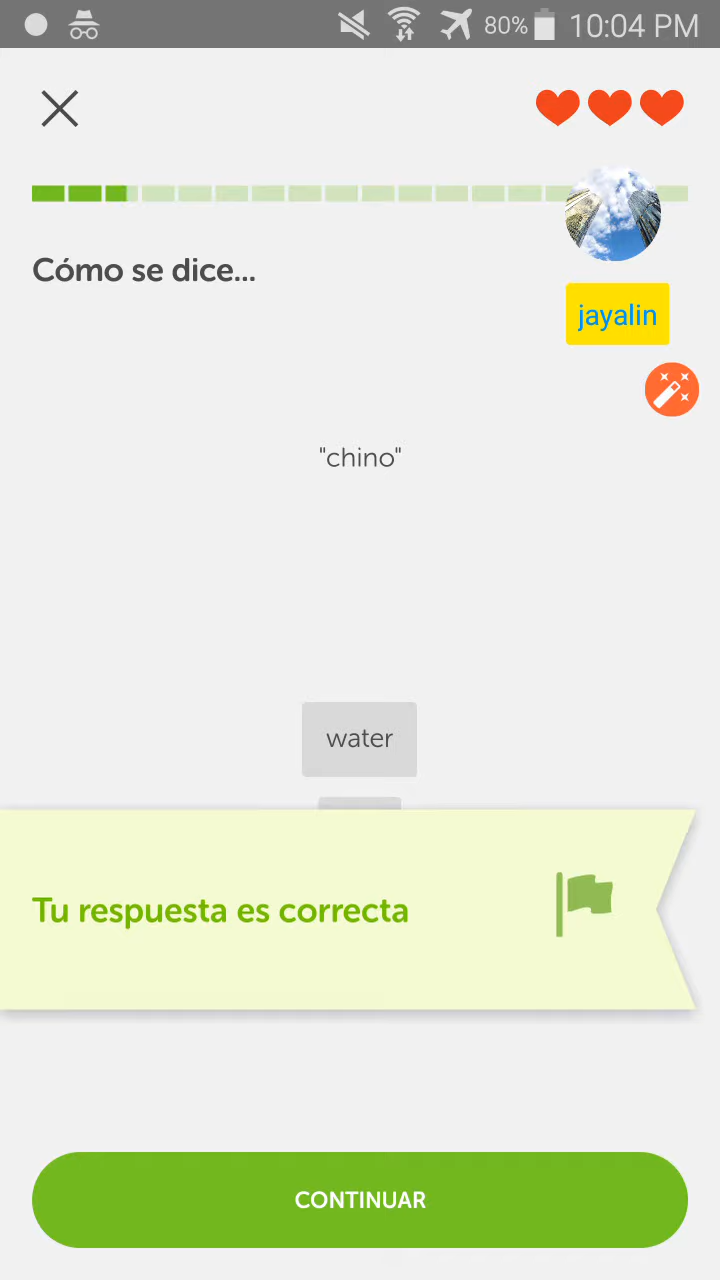 80% 10:04 PM
Cómo se dice...
jayalin
"chino"
water
Tu respuesta es correcta
CONTINUAR